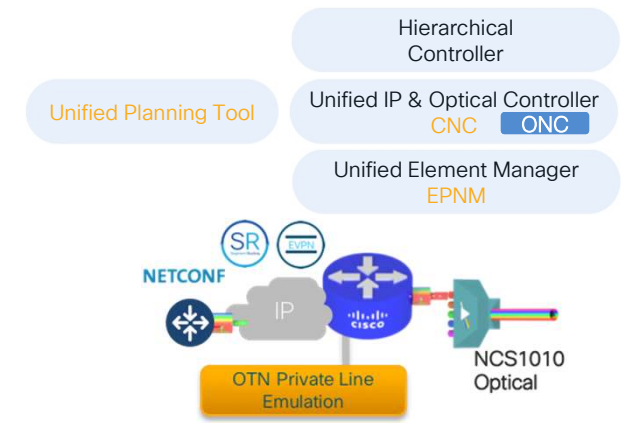 Hierarchical
Controller
Unified Planning Tool
Unified IP & Optical Controller
CNC ONC
Unified Element Manager
EPNM
SR
EVPN
NETCONF
IP
CISCO
NCS1010
Optical
OTN Private Line
Emulation